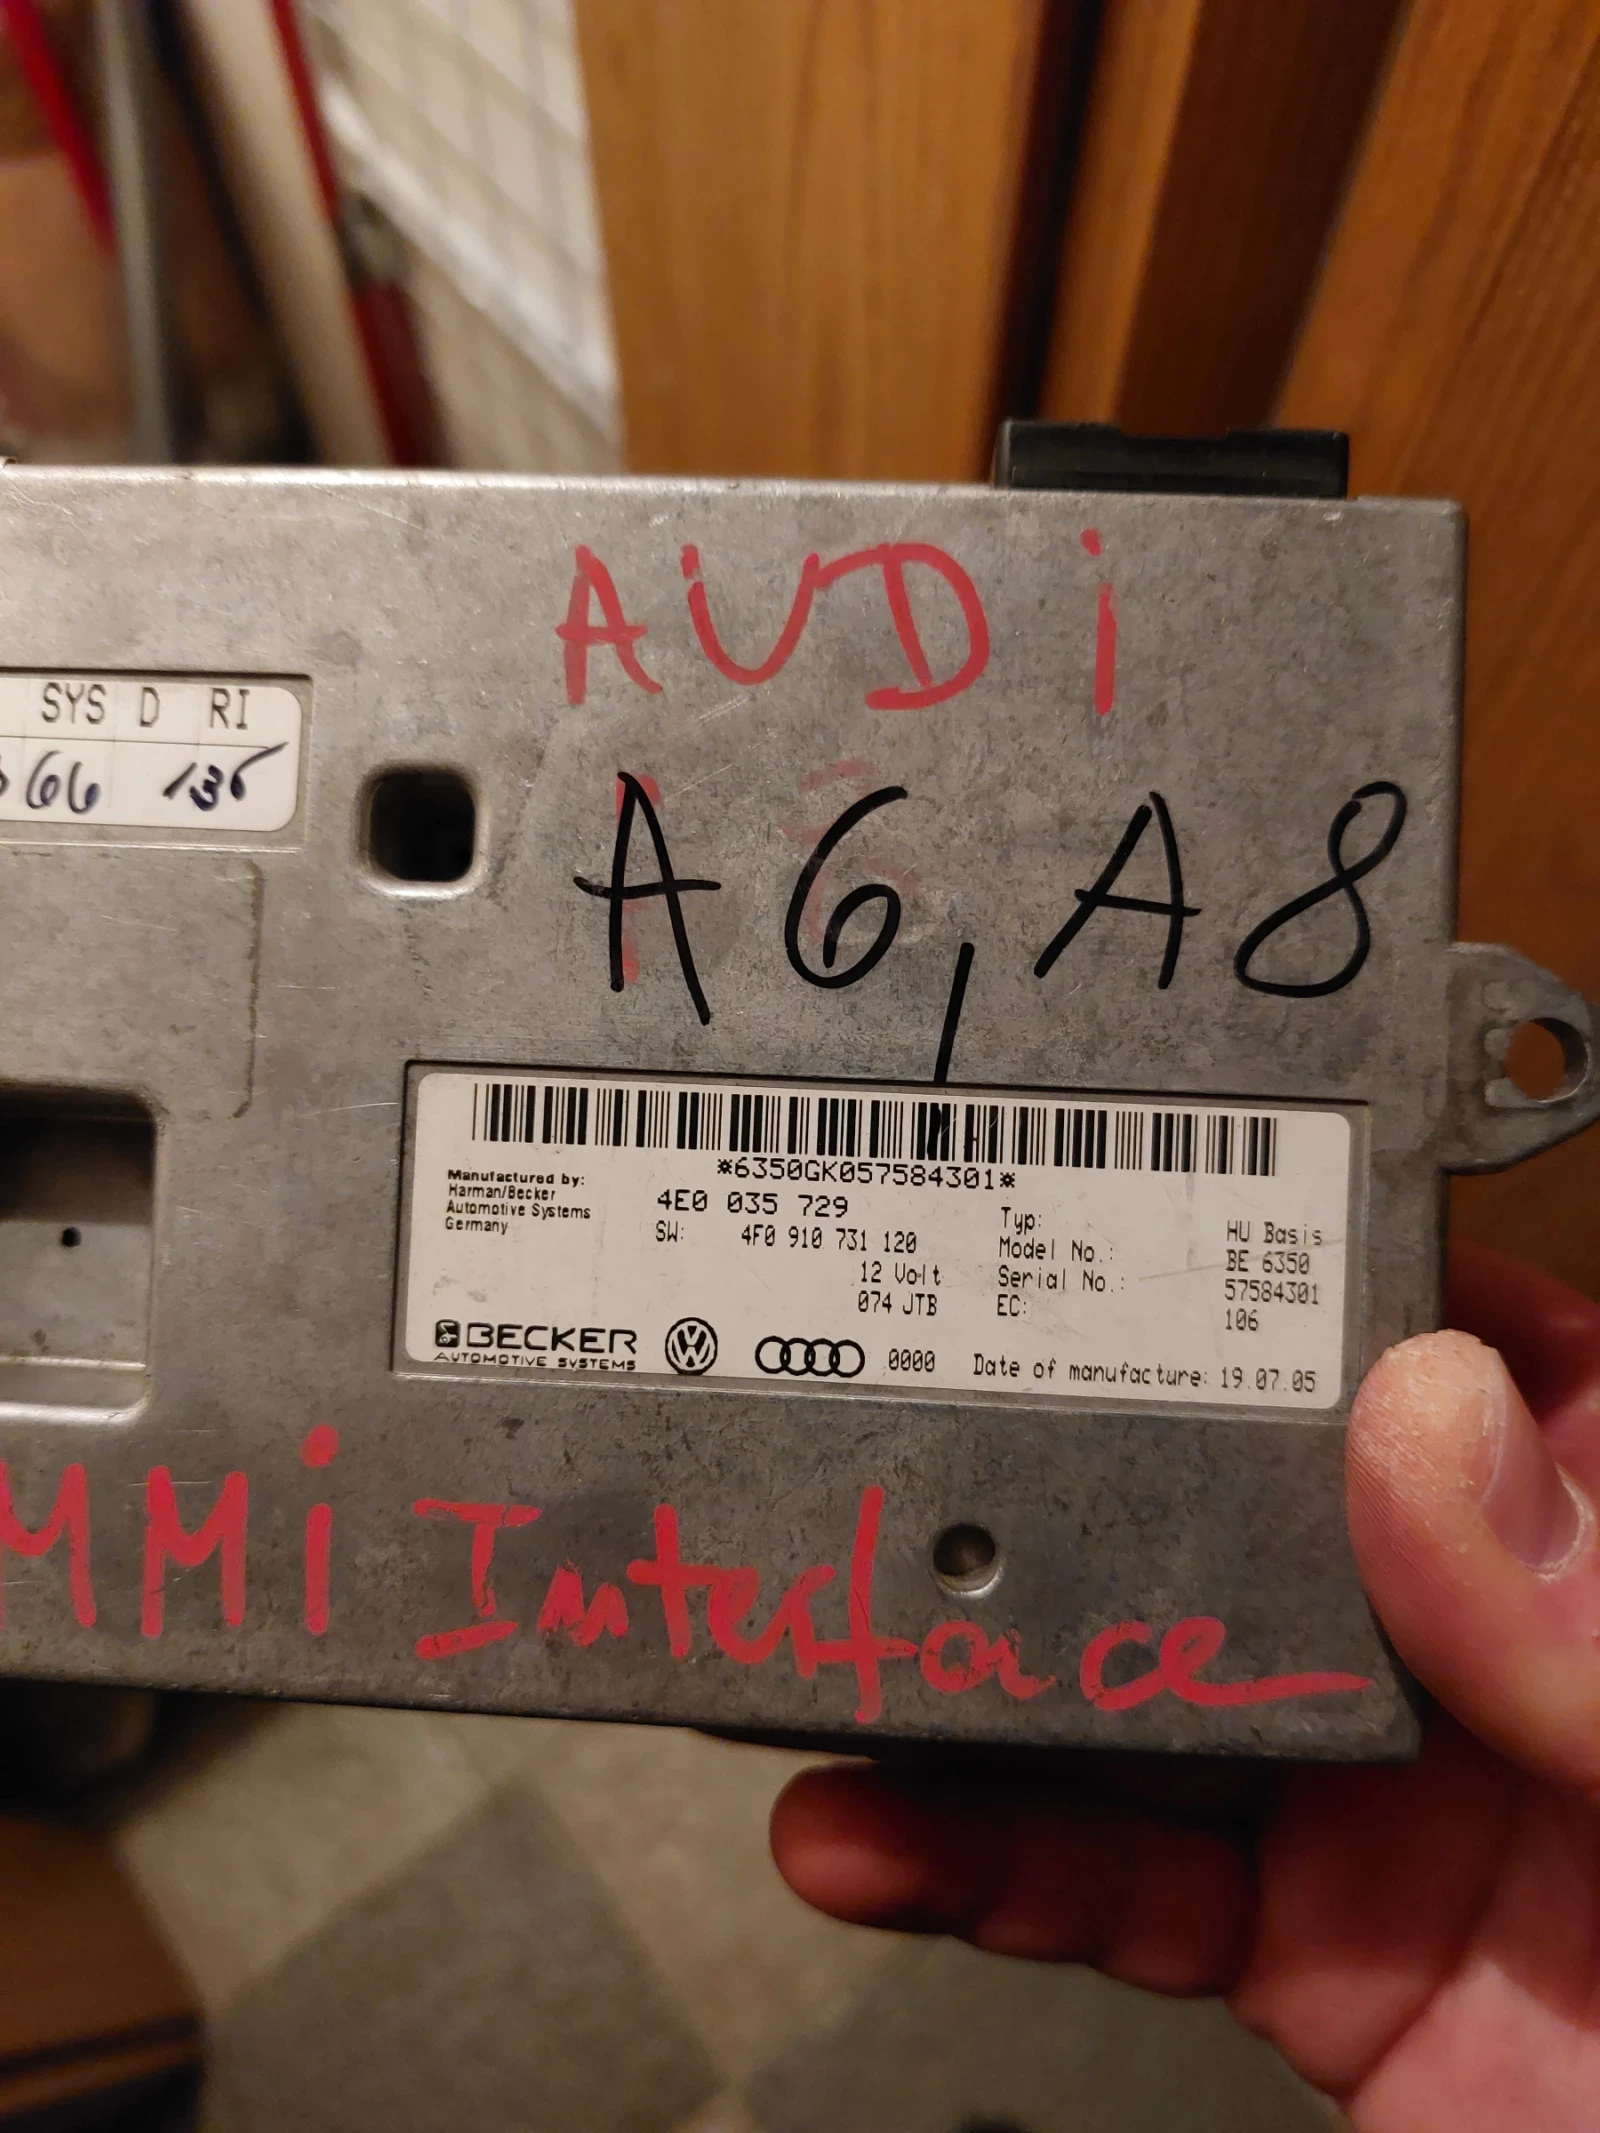 AUDi
SYS D RI
66 136
A6, A8
*6350GK057584301*
Manufactured by:
Harman/Becker
Automotive Systems
Germany
4E0 035 729
SW: 4F0 910 731 120
12 Volt
074 JTB
Typ: HU Basis
Model No.: BE 6350
Serial No.: 57584301
EC: 106
BECKER
AUTOMOTIVE SYSTEMS
VW
0000 Date of manufacture: 19.07.05
MMi Interface